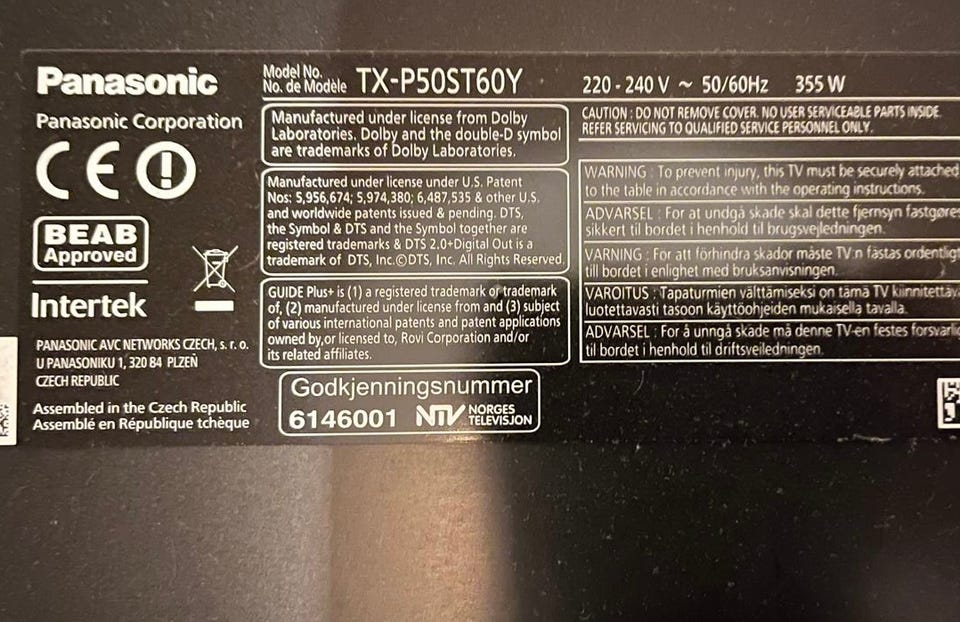 Panasonic
Panasonic Corporation
CE
BEAB
Approved
Intertek
PANASONIC AVC NETWORKS CZECH, s. r. o.
U PANASONIKU 1, 320 84 PLZEŇ
CZECH REPUBLIC
Assembled in the Czech Republic
Assemblé en République tchèque
Model No.
No. de Modèle TX-P50ST60Y
220 - 240 V ~ 50/60Hz 355 W
Manufactured under license from Dolby
Laboratories. Dolby and the double-D symbol
are trademarks of Dolby Laboratories.
Manufactured under license under U.S. Patent
Nos: 5,956,674; 5,974,380; 6,487,535 & other U.S.
and worldwide patents issued & pending. DTS,
the Symbol & DTS and the Symbol together are
registered trademarks & DTS 2.0+Digital Out is a
trademark of DTS, Inc.©DTS, Inc. All Rights Reserved.
GUIDE Plus+ is (1) a registered trademark or trademark
of, (2) manufactured under license from and (3) subject
of various international patents and patent applications
owned by,or licensed to, Rovi Corporation and/or
its related affiliates.
Godkjenningsnummer
6146001 NTV NORGES
TELEVISJON
CAUTION : DO NOT REMOVE COVER. NO USER SERVICEABLE PARTS INSIDE.
REFER SERVICING TO QUALIFIED SERVICE PERSONNEL ONLY.
WARNING : To prevent injury, this TV must be securely attached
to the table in accordance with the operating instructions.
ADVARSEL : For at undgå skade skal dette fjernsyn fastgøres
sikkert til bordet i henhold til brugsvejledningen.
VARNING : För att förhindra skador måste TV:n fästas ordentligt
till bordet i enlighet med bruksanvisningen.
VAROITUS : Tapaturmien välttämiseksi on tämä TV kiinnitettävä
luotettavasti tasoon käyttöohjeiden mukaisella tavalla.
ADVARSEL : For å unngå skade må denne TV-en festes forsvarlig
til bordet i henhold til driftsveiledningen.